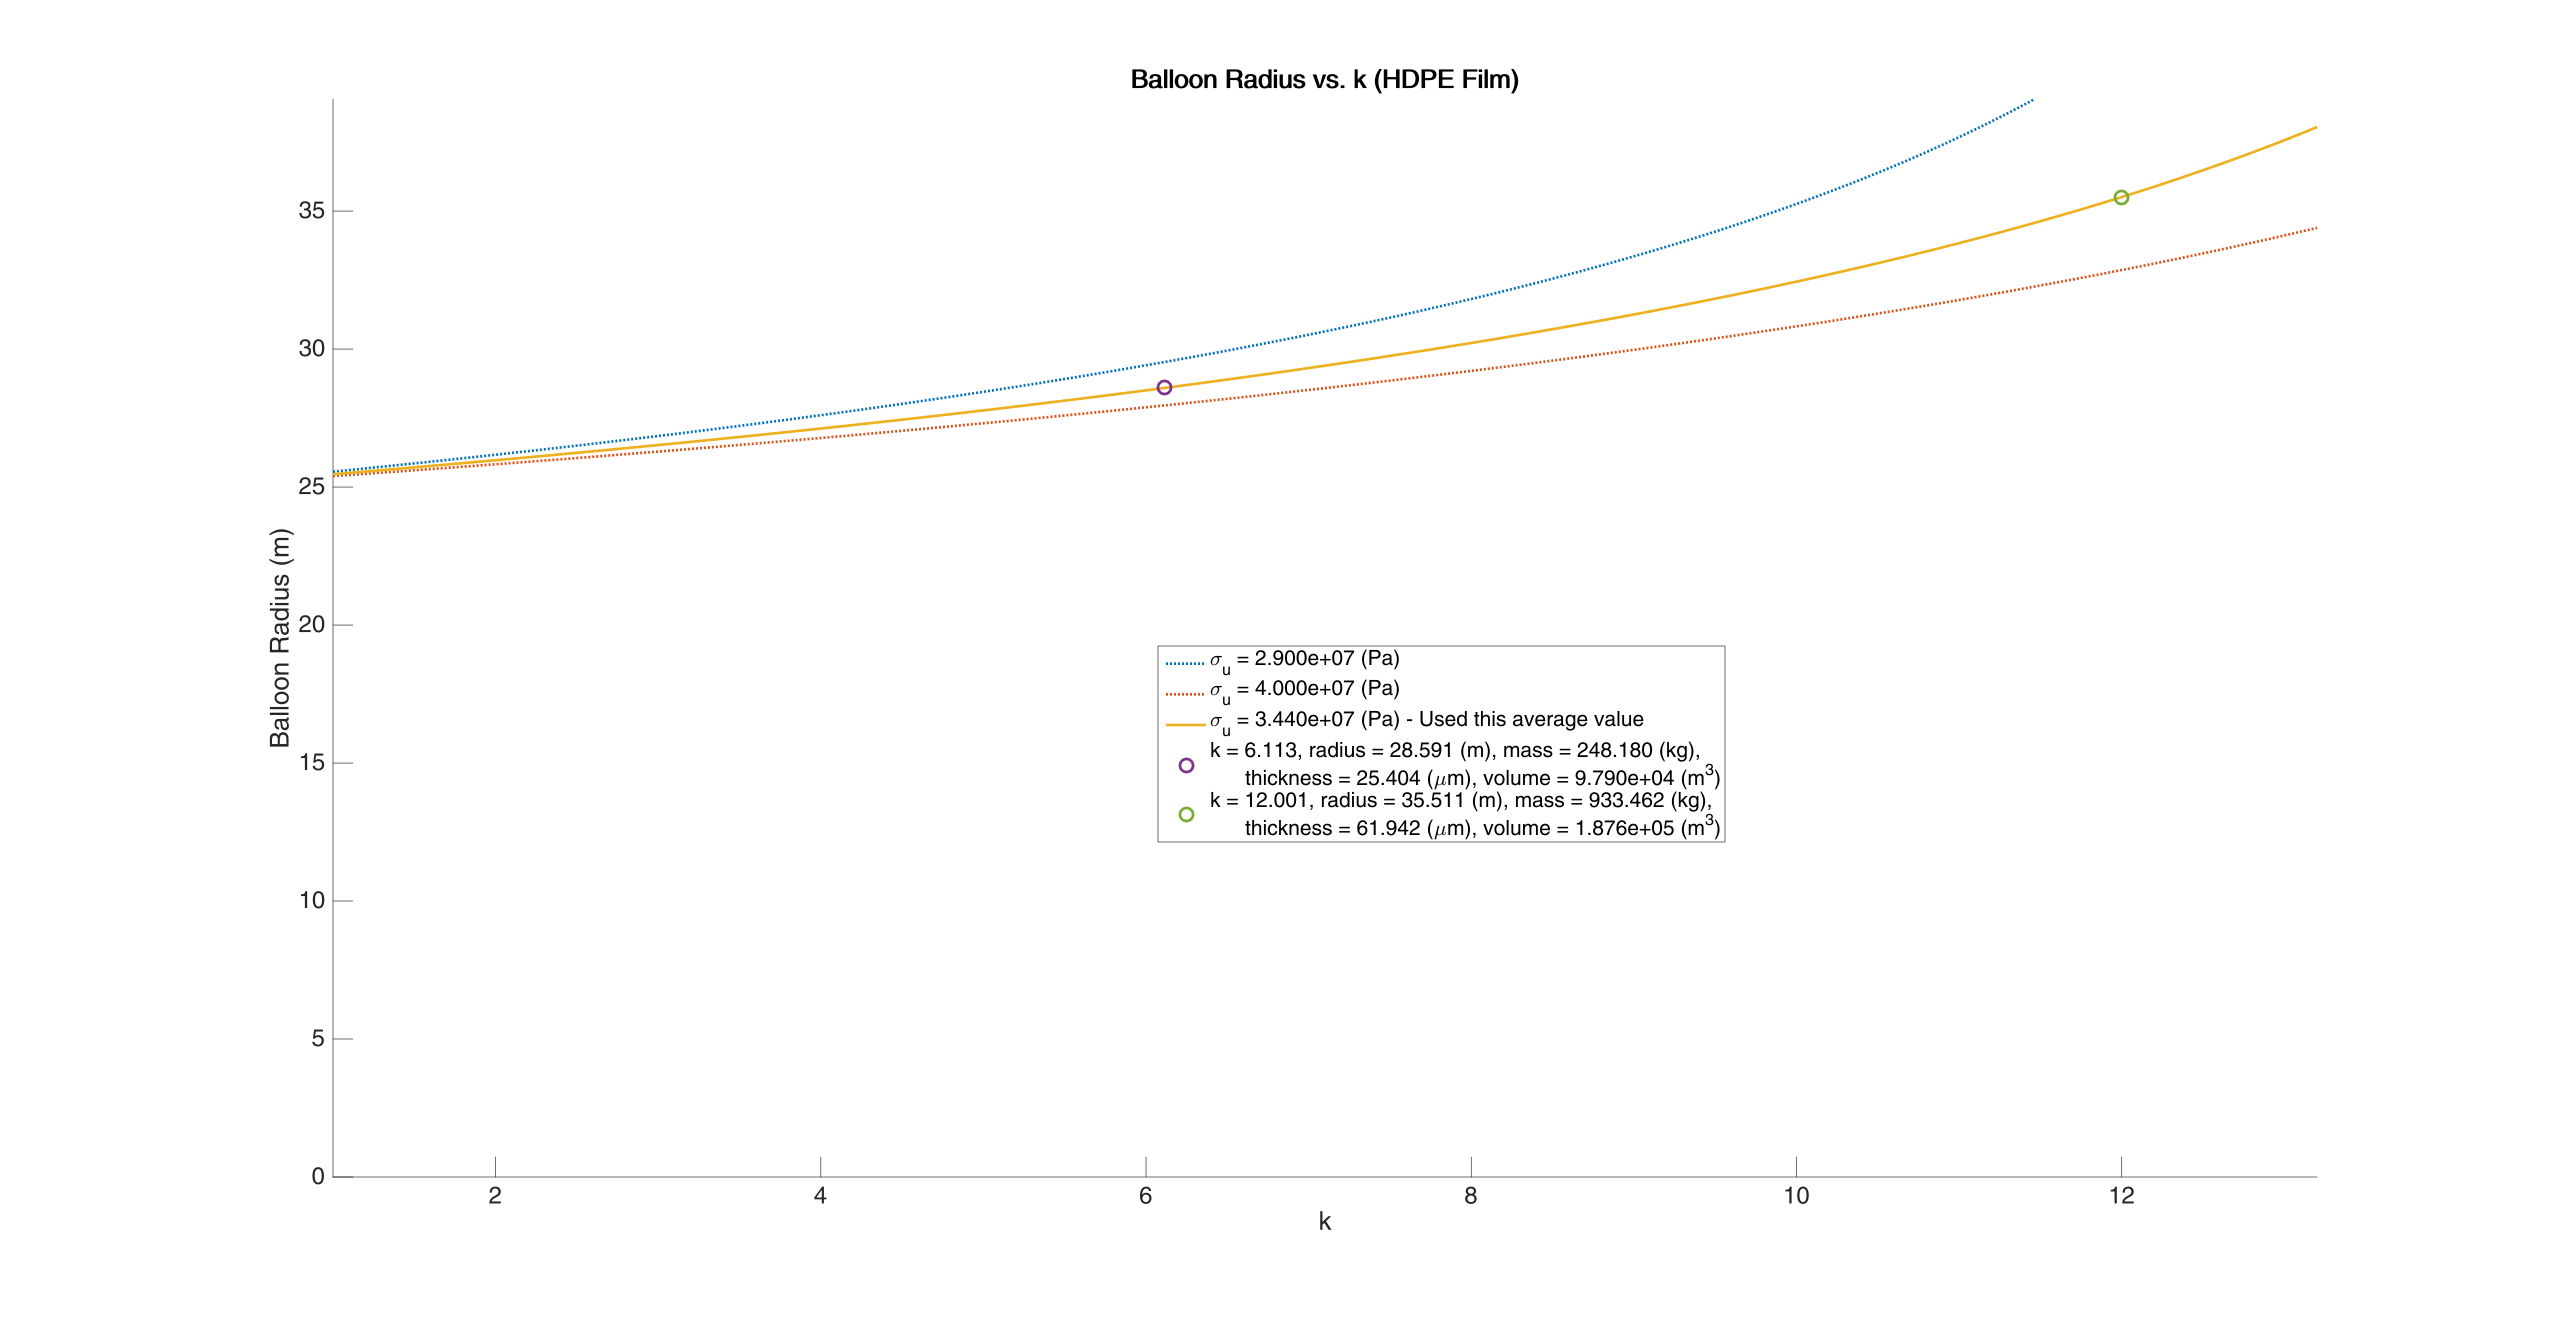 Balloon Radius vs. k (HDPE Film)
Balloon Radius (m)
35
30
25
20
15
10
5
0
σu = 2.900e+07 (Pa)
σu = 4.000e+07 (Pa)
σu = 3.440e+07 (Pa) - Used this average value
k = 6.113, radius = 28.591 (m), mass = 248.180 (kg),
thickness = 25.404 (μm), volume = 9.790e+04 (m3)
k = 12.001, radius = 35.511 (m), mass = 933.462 (kg),
thickness = 61.942 (μm), volume = 1.876e+05 (m3)
2 4 6 8 10 12
k